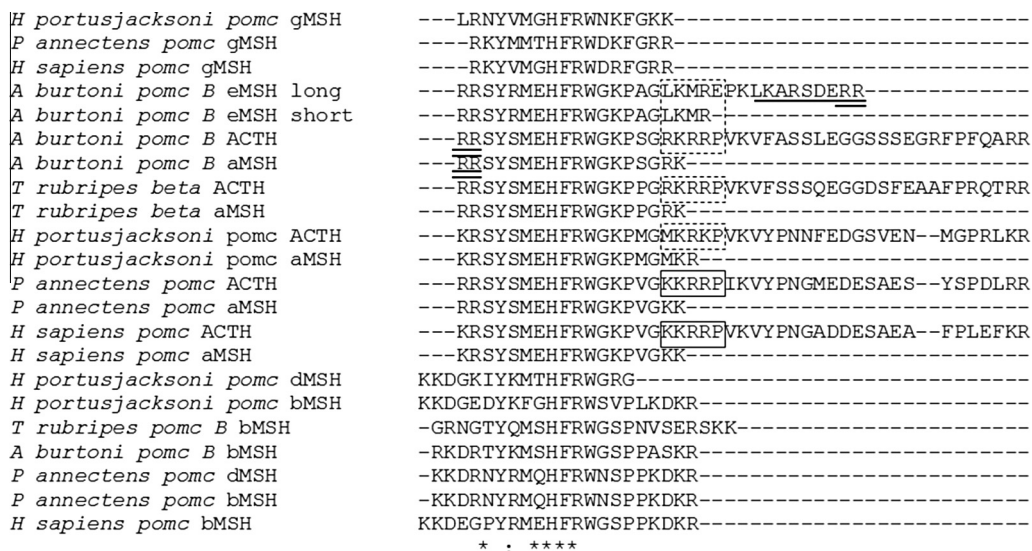 H portusjacksoni pomc gMSH ---LRNYVMGHFRWNKFGKK------------------------------
P annectens pomc gMSH ----RKYMMTHFRWDKFGRR------------------------------
H sapiens pomc gMSH ----RKYVMGHFRWDRFGRR------------------------------
A burtoni pomc B eMSH long ---RRSYRMEHFRWGKPAGLKMREPKLKARSDERR---------------
A burtoni pomc B eMSH short ---RRSYRMEHFRWGKPAGLKMR---------------------------
A burtoni pomc B ACTH ---RRSYSMEHFRWGKPSGRKRRPVKVFASSLEGGSSSEGRFPFQARR
A burtoni pomc B aMSH ---RRSYSMEHFRWGKPSGRK-----------------------------
T rubripes beta ACTH ---RRSYSMEHFRWGKPPGRKRRPVKVFSSSQEGGDSFEAAFPRQTRR
T rubripes beta aMSH ---RRSYSMEHFRWGKPPGRK-----------------------------
H portusjacksoni pomc ACTH ---KRSYSMEHFRWGKPMGMKRKPVKVYPNNFEDGSVEN--MGPRLKR
H portusjacksoni pomc aMSH ---KRSYSMEHFRWGKPMGMKR----------------------------
P annectens pomc ACTH ---KRSYSMEHFRWGKPVGKKRRPIKVYPNGMEDESAES--YSPDLRR
P annectens pomc aMSH ---KRSYSMEHFRWGKPVGKK-----------------------------
H sapiens pomc ACTH ---KRSYSMEHFRWGKPVGKKRRPVKVYPNGADDESAEA--FPLEFKR
H sapiens pomc aMSH ---KRSYSMEHFRWGKPVGKK-----------------------------
H portusjacksoni pomc dMSH KKDGKIYKMTHFRWGRG---------------------------------
H portusjacksoni pomc bMSH KKDGEDYKFGHFRWSVPLKDKR----------------------------
T rubripes pomc B bMSH -GRNGTYQMSHFRWGSPNVSERSKK-------------------------
A burtoni pomc B bMSH -RKDRTYKMSHFRWGSPPASKR----------------------------
P annectens pomc dMSH -KKDRNYRMQHFRWNSPPKDKR----------------------------
P annectens pomc bMSH -KKDRNYRMQHFRWNSPPKDKR----------------------------
H sapiens pomc bMSH KKDEGPYRMEHFRWGSPPKDKR----------------------------
* . ****